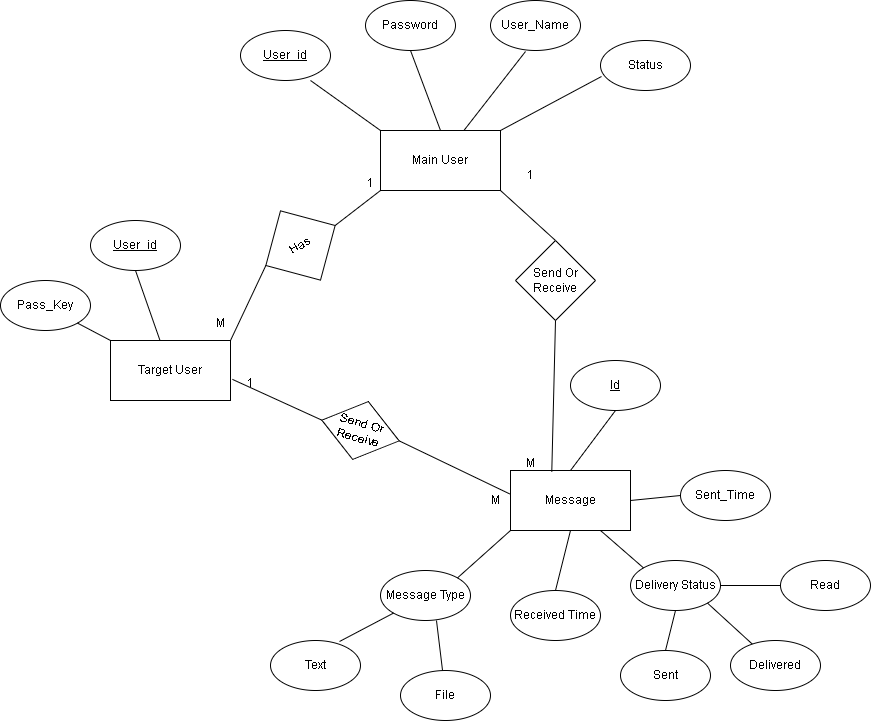 Password
User_Name
User_id
Status
Main User
1
1
User_id
Has
Send Or
Receive
Pass_Key
M
Target User
1
Id
Send Or
Receive
M
M
Message
Sent_Time
Message Type
Delivery Status
Read
Received Time
Text
Sent
Delivered
File